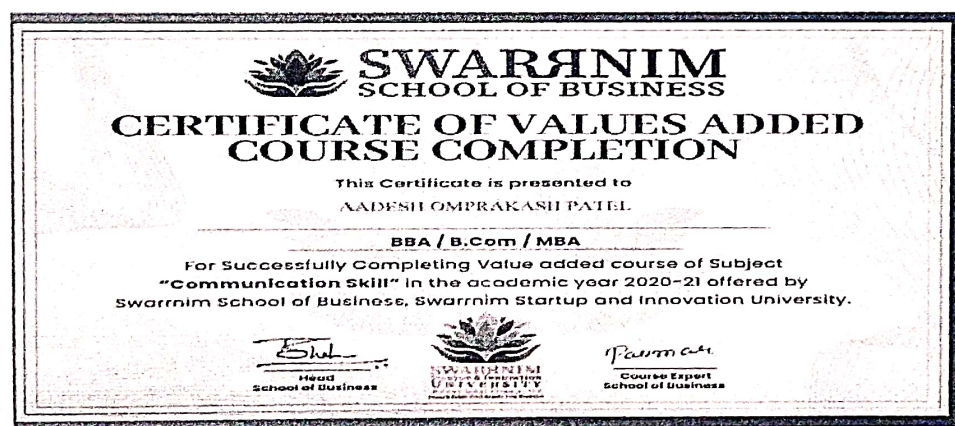 SWARRNIM
SCHOOL OF BUSINESS
CERTIFICATE OF VALUES ADDED
COURSE COMPLETION
This Certificate is presented to
AADESH OMPRAKASH PATEL
BBA / B.Com / MBA
For Successfully Completing Value added course of Subject
"Communication Skill" in the academic year 2020-21 offered by
Swarrnim School of Business, Swarrnim Startup and Innovation University.
Head
School of Business
SWARRNIM
STARTUP & INNOVATION
UNIVERSITY
Parmar
Course Expert
School of Business